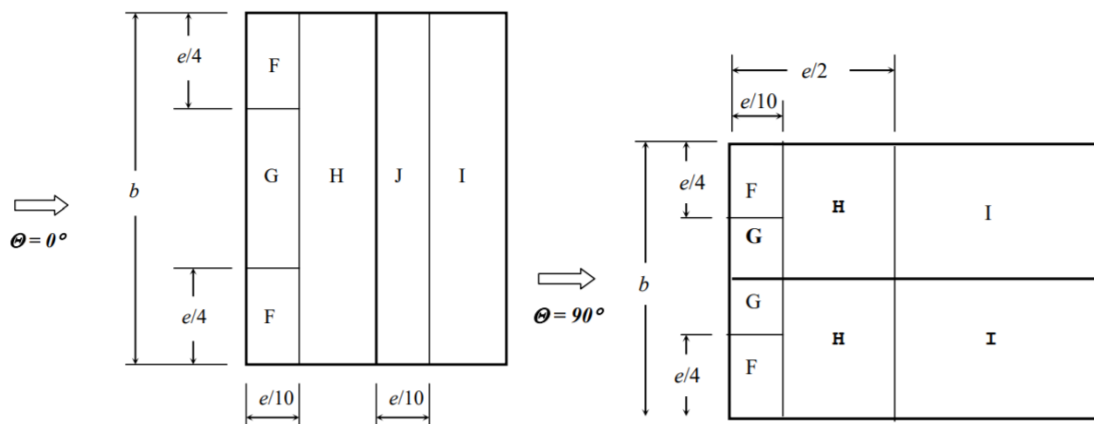 e/4
F
b
G H J I
Θ = 0°
e/4
F
e/10 e/10
e/2
e/10
e/4
F
H
I
G
b
G
Θ = 90°
H
I
e/4
F